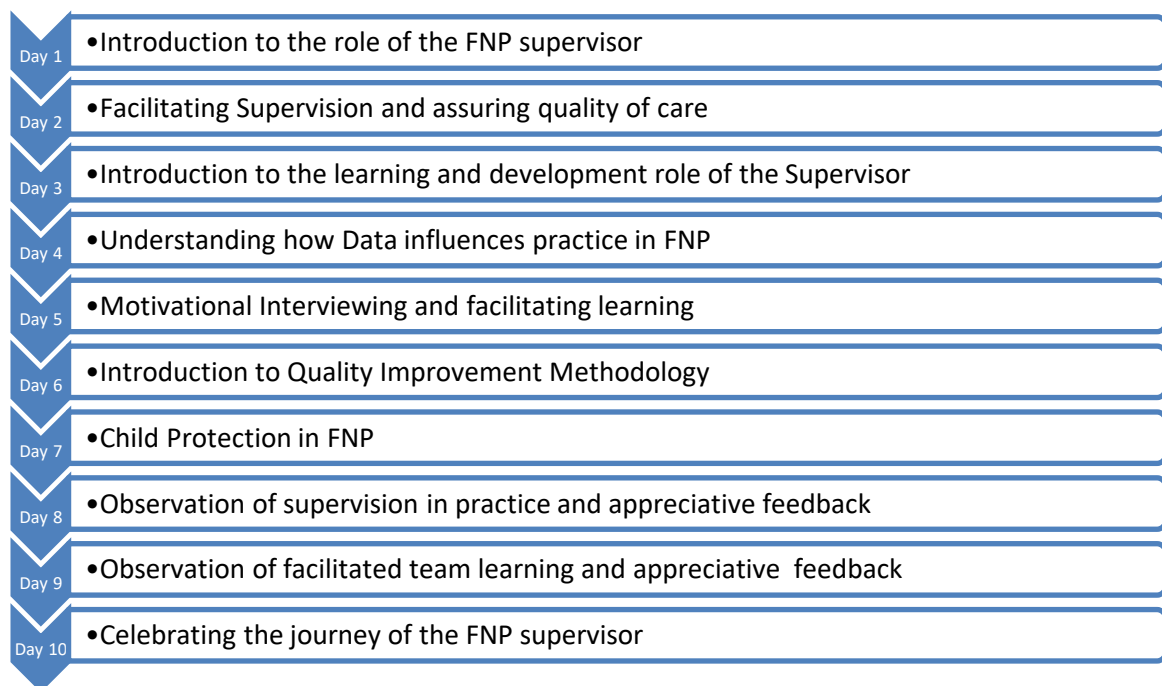 Day 1
•Introduction to the role of the FNP supervisor
Day 2
•Facilitating Supervision and assuring quality of care
Day 3
•Introduction to the learning and development role of the Supervisor
Day 4
•Understanding how Data influences practice in FNP
Day 5
•Motivational Interviewing and facilitating learning
Day 6
•Introduction to Quality Improvement Methodology
Day 7
•Child Protection in FNP
Day 8
•Observation of supervision in practice and appreciative feedback
Day 9
•Observation of facilitated team learning and appreciative  feedback
Day 10
•Celebrating the journey of the FNP supervisor